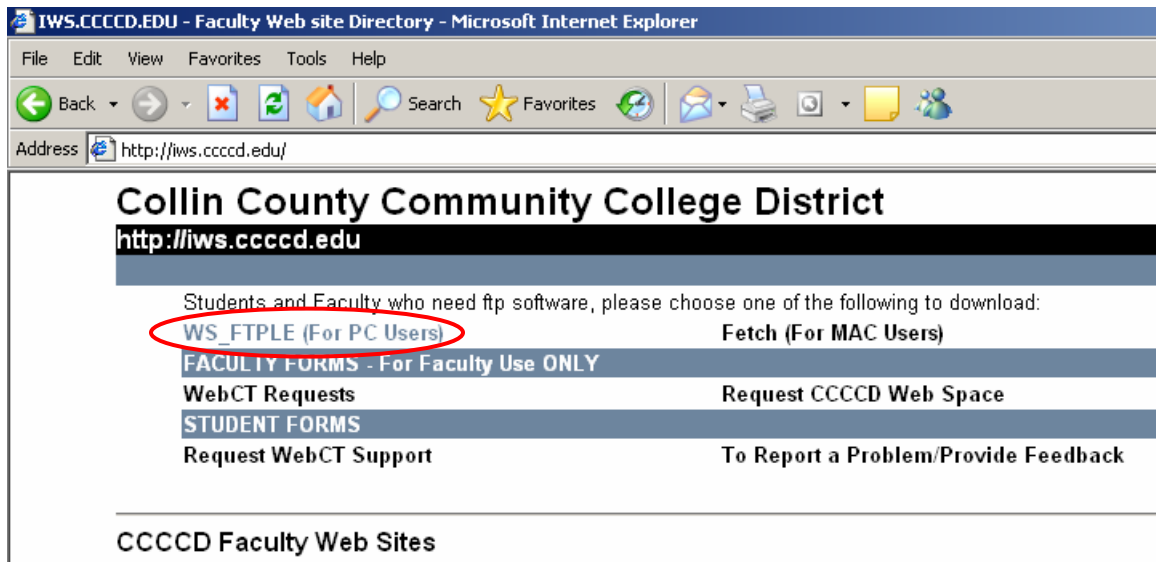 IWS.CCCCD.EDU - Faculty Web site Directory - Microsoft Internet Explorer
File Edit View Favorites Tools Help
Back Search Favorites
Address http://iws.ccccd.edu/
Collin County Community College District
http://iws.ccccd.edu
Students and Faculty who need ftp software, please choose one of the following to download:
WS_FTPLE (For PC Users) Fetch (For MAC Users)
FACULTY FORMS - For Faculty Use ONLY
WebCT Requests Request CCCCD Web Space
STUDENT FORMS
Request WebCT Support To Report a Problem/Provide Feedback
CCCCD Faculty Web Sites